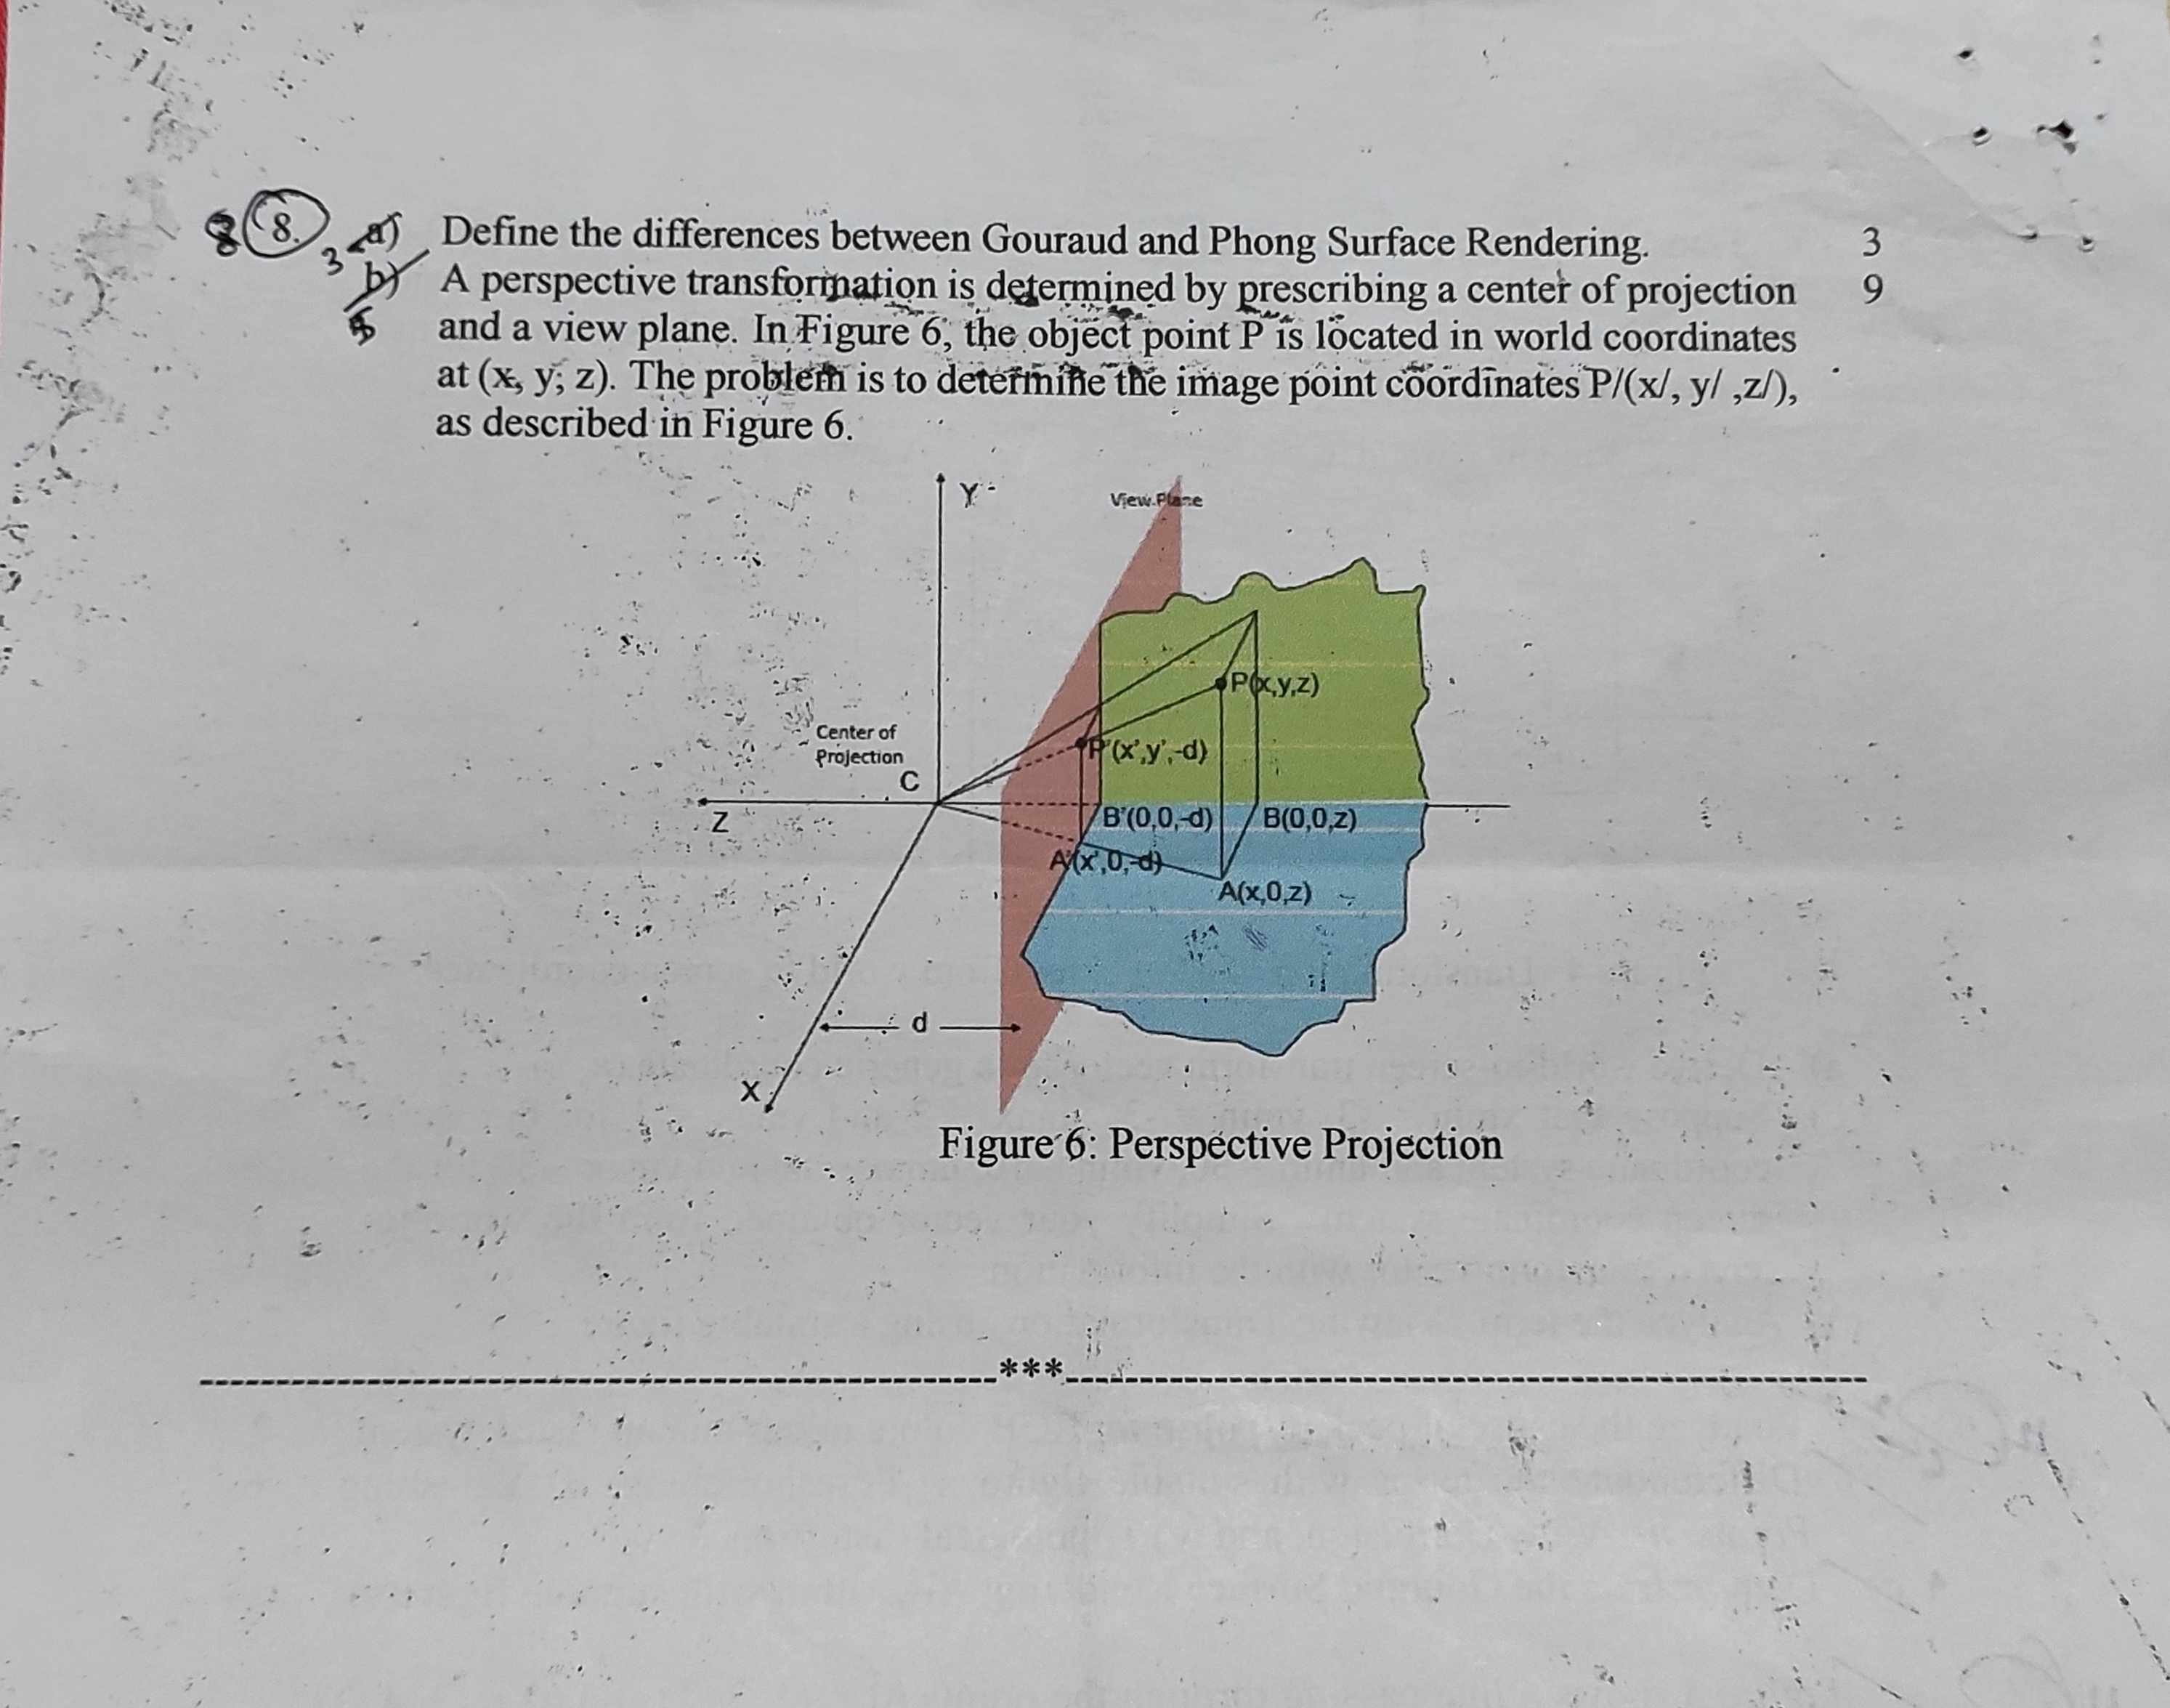 8. a) Define the differences between Gouraud and Phong Surface Rendering. 3
3
b) A perspective transformation is determined by prescribing a center of projection 9
5 and a view plane. In Figure 6, the object point P is located in world coordinates
at (x, y, z). The problem is to determine the image point coordinates P/(x/, y/ ,z/),
as described in Figure 6.
Y
View Plane
P(x,y,z)
Center of
Projection
P'(x',y',-d)
C
Z
B'(0,0,-d)
B(0,0,z)
A'(x',0,-d)
A(x,0,z)
d
X
Figure 6: Perspective Projection
***